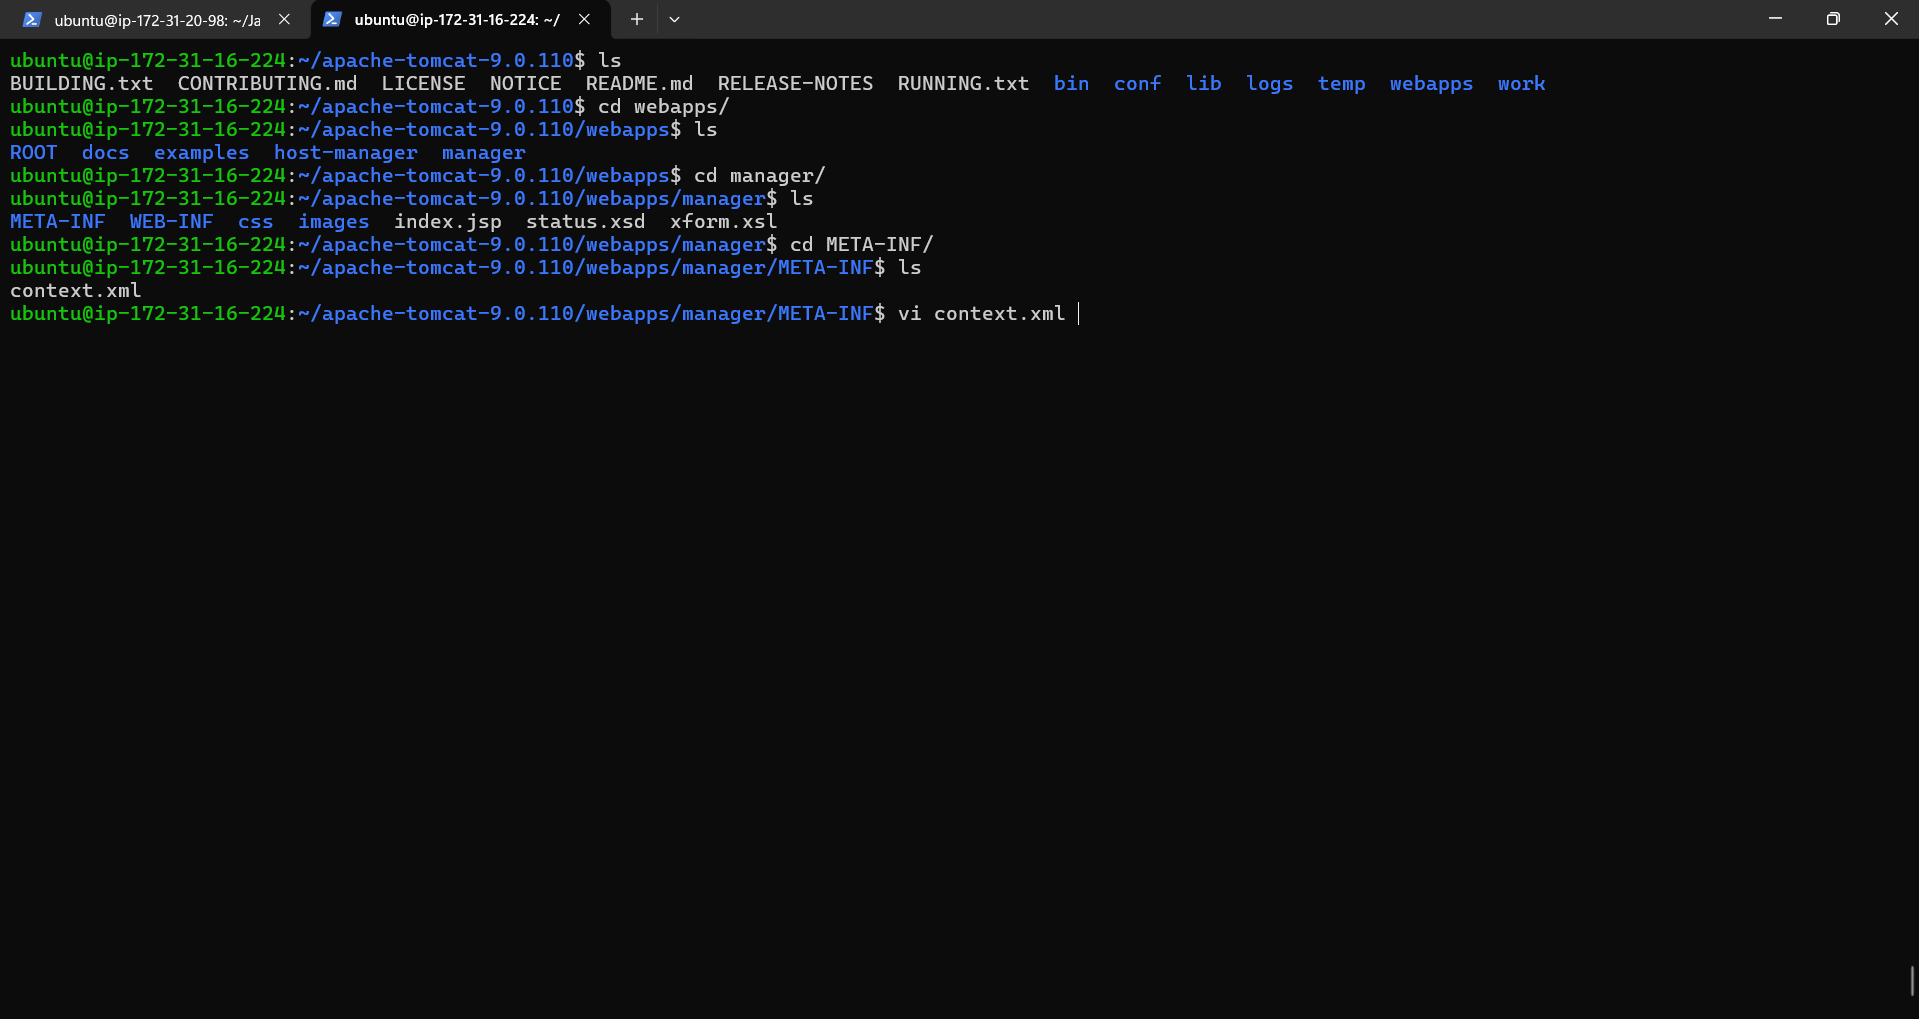 ubuntu@ip-172-31-20-98: ~/Ja
ubuntu@ip-172-31-16-224: ~/
ubuntu@ip-172-31-16-224:~/apache-tomcat-9.0.110$ ls
BUILDING.txt  CONTRIBUTING.md  LICENSE  NOTICE  README.md  RELEASE-NOTES  RUNNING.txt  bin  conf  lib  logs  temp  webapps  work
ubuntu@ip-172-31-16-224:~/apache-tomcat-9.0.110$ cd webapps/
ubuntu@ip-172-31-16-224:~/apache-tomcat-9.0.110/webapps$ ls
ROOT  docs  examples  host-manager  manager
ubuntu@ip-172-31-16-224:~/apache-tomcat-9.0.110/webapps$ cd manager/
ubuntu@ip-172-31-16-224:~/apache-tomcat-9.0.110/webapps/manager$ ls
META-INF  WEB-INF  css  images  index.jsp  status.xsd  xform.xsl
ubuntu@ip-172-31-16-224:~/apache-tomcat-9.0.110/webapps/manager$ cd META-INF/
ubuntu@ip-172-31-16-224:~/apache-tomcat-9.0.110/webapps/manager/META-INF$ ls
context.xml
ubuntu@ip-172-31-16-224:~/apache-tomcat-9.0.110/webapps/manager/META-INF$ vi context.xml